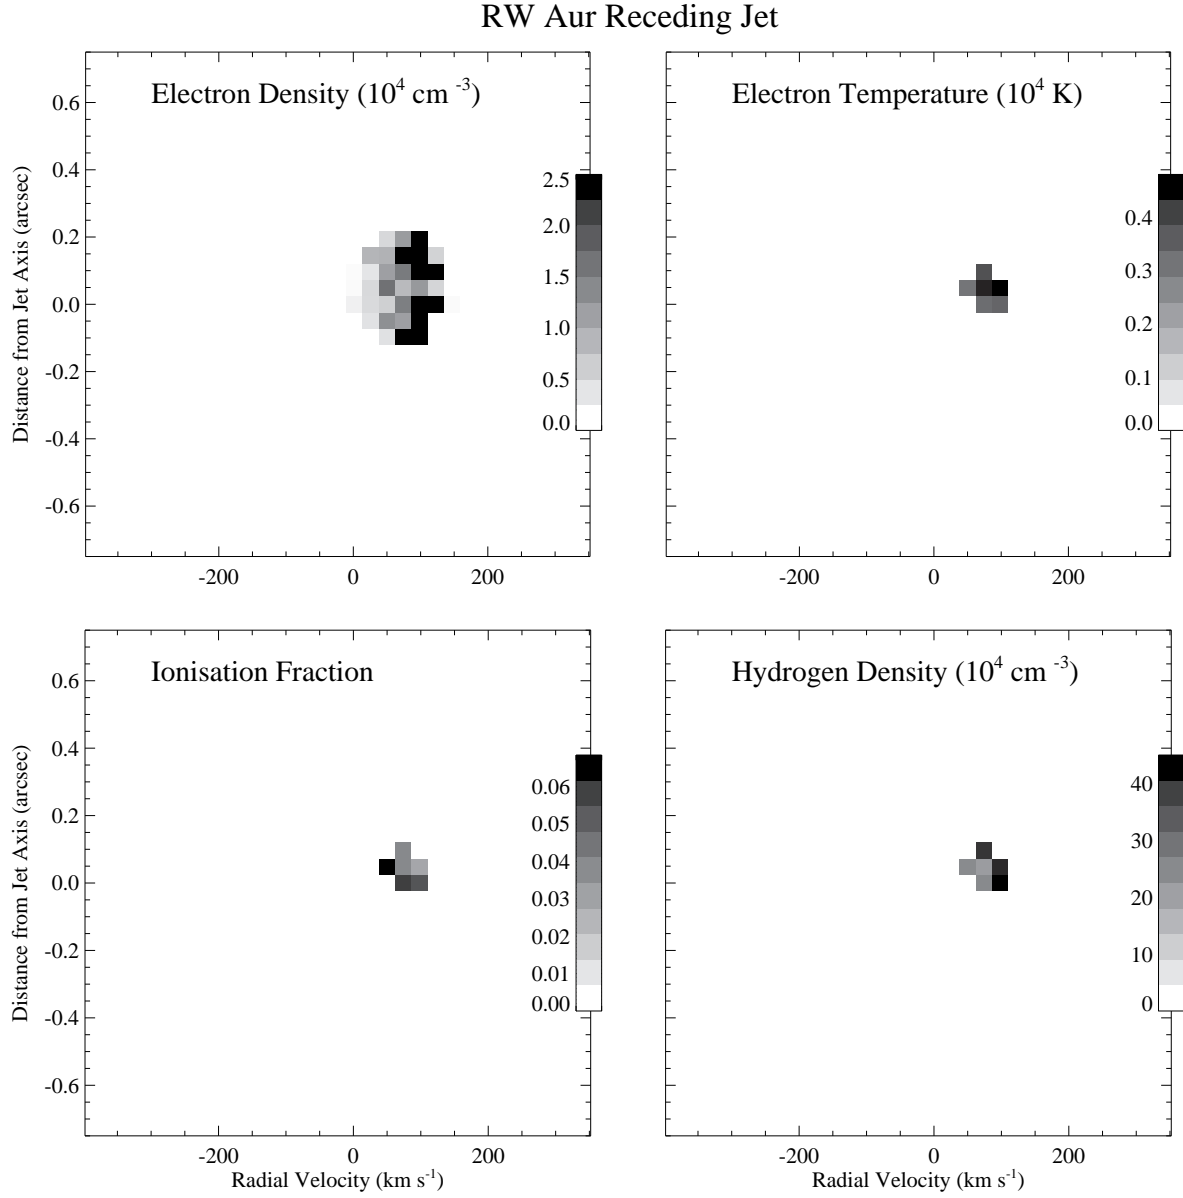 RW Aur Receding Jet
Electron Density (10⁴ cm ⁻³)
Electron Temperature (10⁴ K)
Distance from Jet Axis (arcsec)
0.6
0.4
0.2
0.0
-0.2
-0.4
-0.6
2.5
2.0
1.5
1.0
0.5
0.0
0.4
0.3
0.2
0.1
0.0
-200 0 200
-200 0 200
Ionisation Fraction
Hydrogen Density (10⁴ cm ⁻³)
Distance from Jet Axis (arcsec)
0.6
0.4
0.2
0.0
-0.2
-0.4
-0.6
0.06
0.05
0.04
0.03
0.02
0.01
0.00
40
30
20
10
0
-200 0 200
-200 0 200
Radial Velocity (km s⁻¹)
Radial Velocity (km s⁻¹)